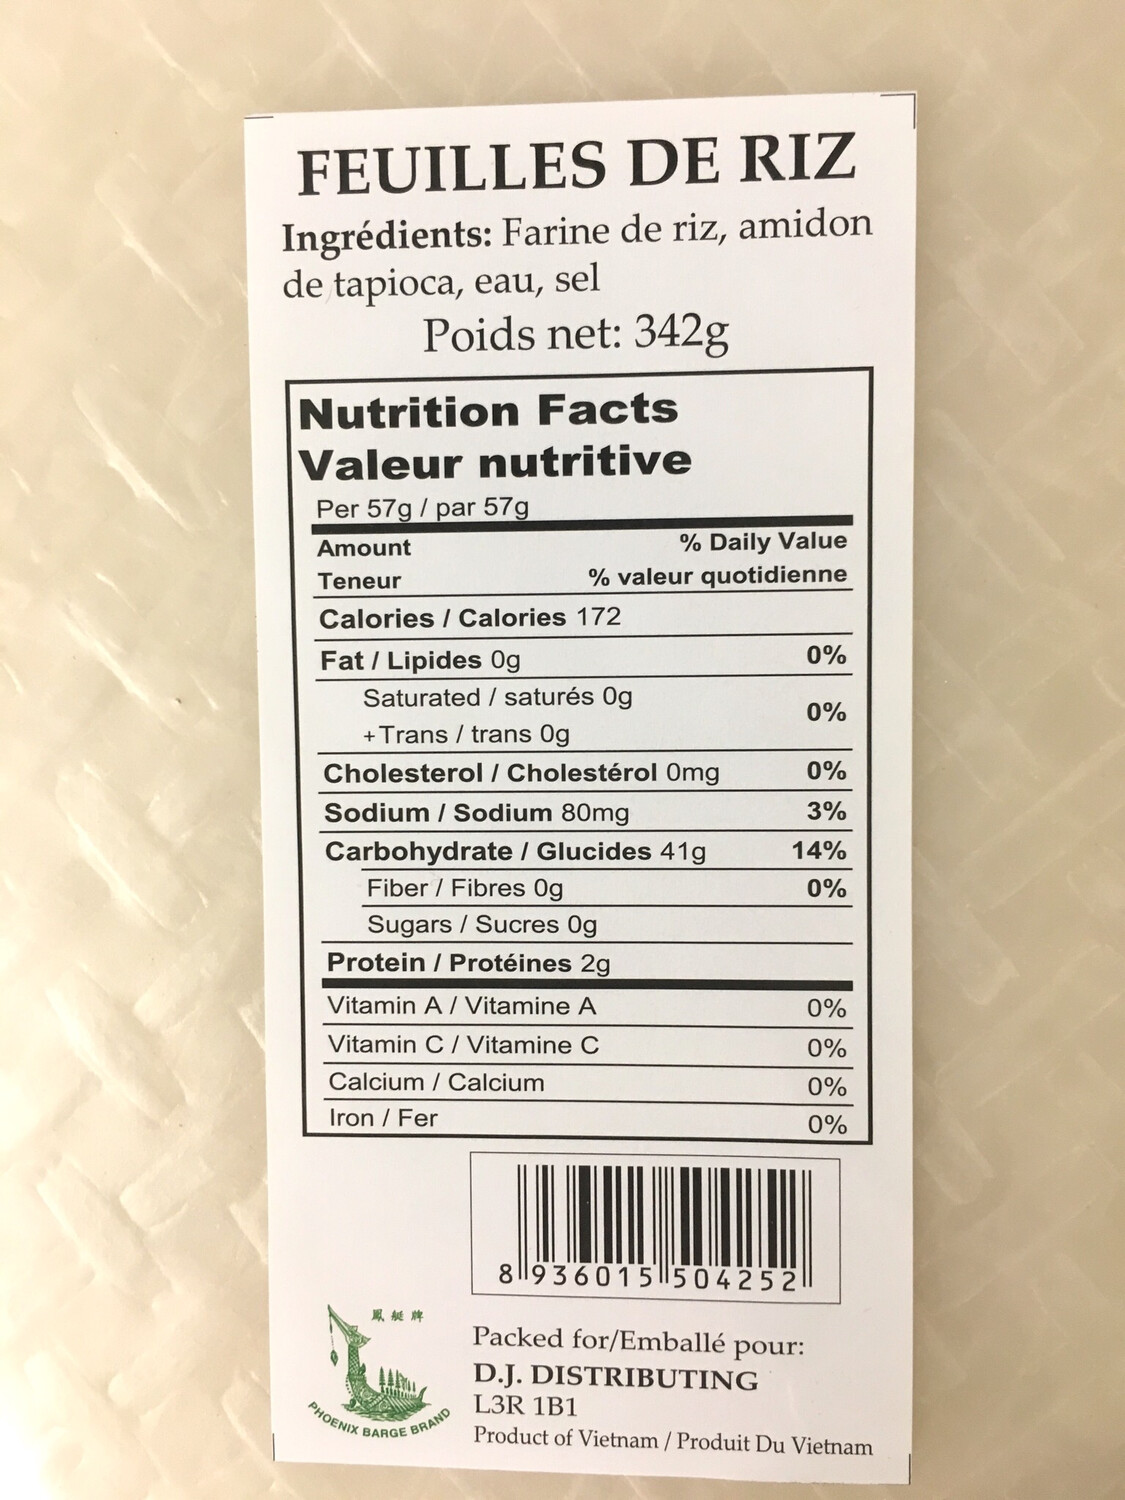 FEUILLES DE RIZ
Ingrédients: Farine de riz, amidon
de tapioca, eau, sel
Poids net: 342g
Nutrition Facts
Valeur nutritive
Per 57g / par 57g
Amount % Daily Value
Teneur % valeur quotidienne
Calories / Calories 172
Fat / Lipides 0g 0%
Saturated / saturés 0g
+Trans / trans 0g 0%
Cholesterol / Cholestérol 0mg 0%
Sodium / Sodium 80mg 3%
Carbohydrate / Glucides 41g 14%
Fiber / Fibres 0g 0%
Sugars / Sucres 0g
Protein / Protéines 2g
Vitamin A / Vitamine A 0%
Vitamin C / Vitamine C 0%
Calcium / Calcium 0%
Iron / Fer 0%
8 936015 504252
鳳艇牌
PHOENIX BARGE BRAND
Packed for/Emballé pour:
D.J. DISTRIBUTING
L3R 1B1
Product of Vietnam / Produit Du Vietnam